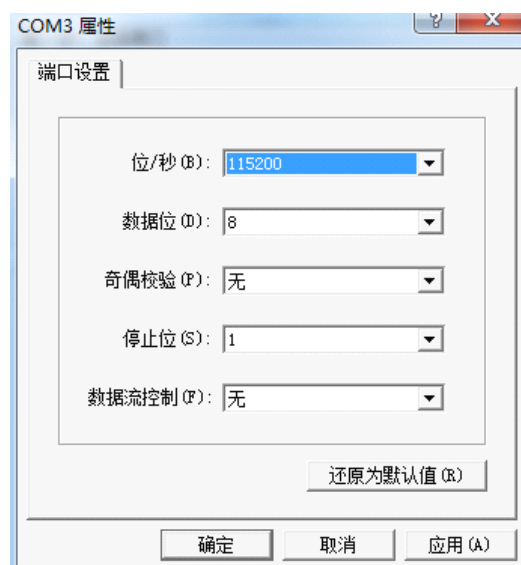 COM3 属性
?
X
端口设置
位/秒(B): 115200
数据位(D): 8
奇偶校验(P): 无
停止位(S): 1
数据流控制(F): 无
还原为默认值(R)
确定 取消 应用(A)